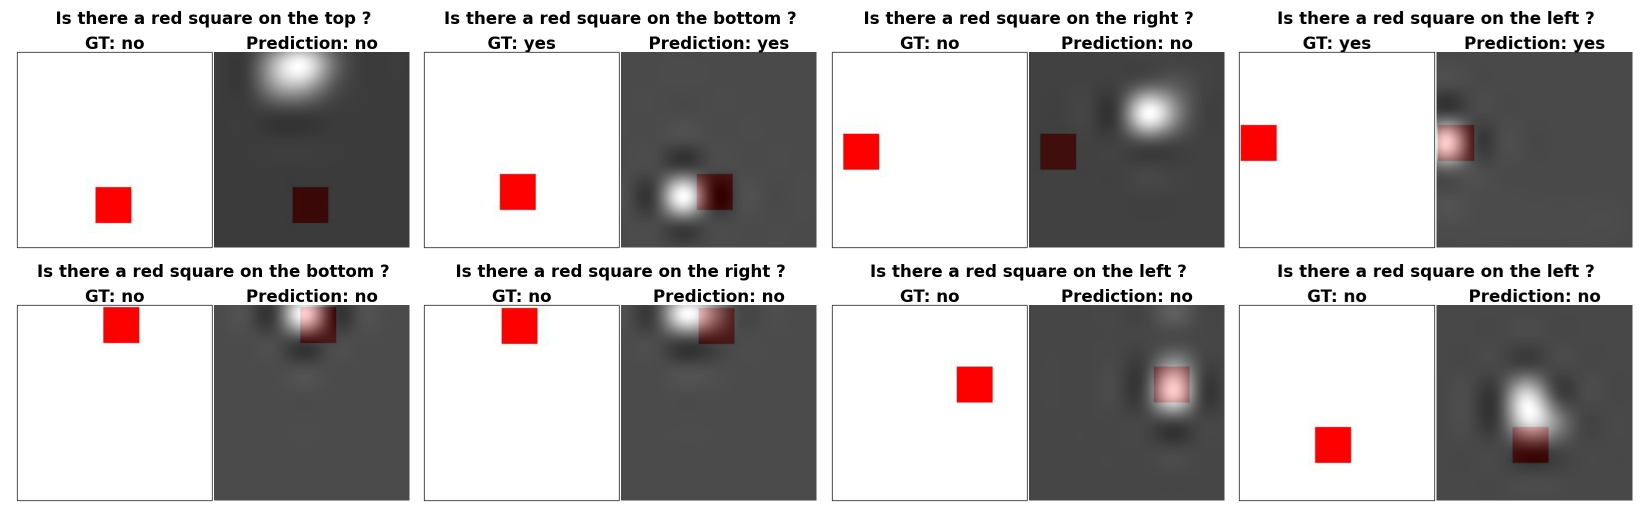 Is there a red square on the top ?
GT: no Prediction: no
Is there a red square on the bottom ?
GT: yes Prediction: yes
Is there a red square on the right ?
GT: no Prediction: no
Is there a red square on the left ?
GT: yes Prediction: yes
Is there a red square on the bottom ?
GT: no Prediction: no
Is there a red square on the right ?
GT: no Prediction: no
Is there a red square on the left ?
GT: no Prediction: no
Is there a red square on the left ?
GT: no Prediction: no